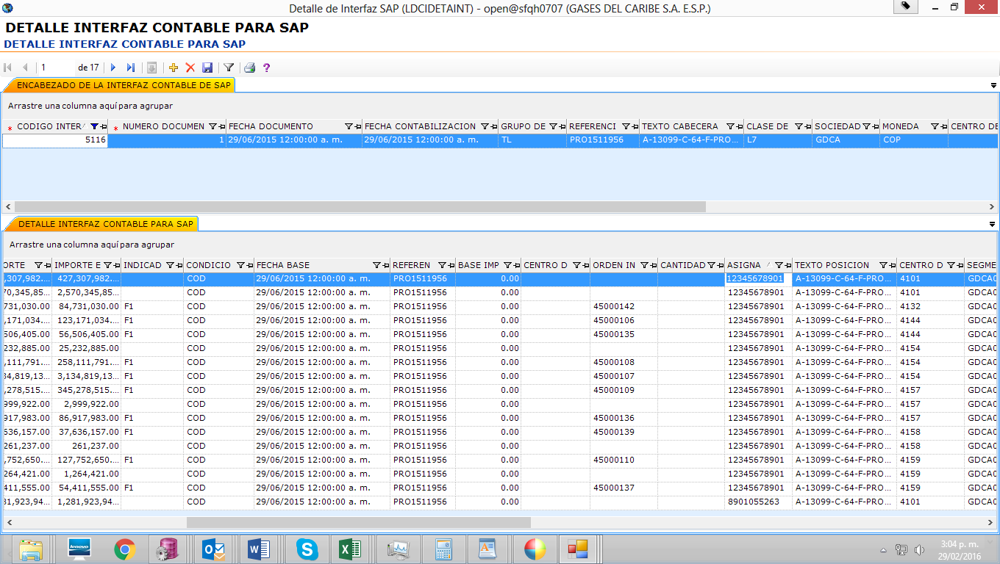 Detalle de Interfaz SAP (LDCIDETAINT) - open@sfqh0707 (GASES DEL CARIBE S.A. E.S.P.)
DETALLE INTERFAZ CONTABLE PARA SAP
DETALLE INTERFAZ CONTABLE PARA SAP
1 de 17
ENCABEZADO DE LA INTERFAZ CONTABLE DE SAP
Arrastre una columna aquí para agrupar
CODIGO INTER NUMERO DOCUMEN FECHA DOCUMENTO FECHA CONTABILIZACION GRUPO DE REFERENCI TEXTO CABECERA CLASE DE SOCIEDAD MONEDA CENTRO DE
5116 1 29/06/2015 12:00:00 a. m. 29/06/2015 12:00:00 a. m. TL PRO1511956 A-13099-C-64-F-PRO... L7 GDCA COP
DETALLE INTERFAZ CONTABLE PARA SAP
Arrastre una columna aquí para agrupar
ORTE IMPORTE E INDICAD CONDICIO FECHA BASE REFEREN BASE IMP CENTRO D ORDEN IN CANTIDAD ASIGNA TEXTO POSICION CENTRO D SEGME
,307,982.... 427,307,982.... COD 29/06/2015 12:00:00 a. m. PRO1511956 0.00 12345678901 A-13099-C-64-F-PRO... 4101 GDCA0
70,345,85... 2,570,345,85... COD 29/06/2015 12:00:00 a. m. PRO1511956 0.00 12345678901 A-13099-C-64-F-PRO... 4101 GDCA0
731,030.00 84,731,030.00 F1 COD 29/06/2015 12:00:00 a. m. PRO1511956 0.00 45000142 12345678901 A-13099-C-64-F-PRO... 4132 GDCA0
,171,034.... 123,171,034.... F1 COD 29/06/2015 12:00:00 a. m. PRO1511956 0.00 45000106 12345678901 A-13099-C-64-F-PRO... 4144 GDCA0
506,405.00 56,506,405.00 F1 COD 29/06/2015 12:00:00 a. m. PRO1511956 0.00 45000135 12345678901 A-13099-C-64-F-PRO... 4144 GDCA0
232,885.00 25,232,885.00 COD 29/06/2015 12:00:00 a. m. PRO1511956 0.00 12345678901 A-13099-C-64-F-PRO... 4154 GDCA0
,111,791.... 258,111,791.... F1 COD 29/06/2015 12:00:00 a. m. PRO1511956 0.00 45000108 12345678901 A-13099-C-64-F-PRO... 4154 GDCA0
34,819,13... 3,134,819,13... F1 COD 29/06/2015 12:00:00 a. m. PRO1511956 0.00 45000107 12345678901 A-13099-C-64-F-PRO... 4154 GDCA0
,278,515.... 345,278,515.... F1 COD 29/06/2015 12:00:00 a. m. PRO1511956 0.00 45000109 12345678901 A-13099-C-64-F-PRO... 4157 GDCA0
999,922.00 2,999,922.00 COD 29/06/2015 12:00:00 a. m. PRO1511956 0.00 12345678901 A-13099-C-64-F-PRO... 4157 GDCA0
917,983.00 86,917,983.00 F1 COD 29/06/2015 12:00:00 a. m. PRO1511956 0.00 45000136 12345678901 A-13099-C-64-F-PRO... 4157 GDCA0
636,157.00 37,636,157.00 F1 COD 29/06/2015 12:00:00 a. m. PRO1511956 0.00 45000139 12345678901 A-13099-C-64-F-PRO... 4158 GDCA0
261,237.00 261,237.00 COD 29/06/2015 12:00:00 a. m. PRO1511956 0.00 12345678901 A-13099-C-64-F-PRO... 4158 GDCA0
,752,650.... 127,752,650.... F1 COD 29/06/2015 12:00:00 a. m. PRO1511956 0.00 45000110 12345678901 A-13099-C-64-F-PRO... 4159 GDCA0
264,421.00 1,264,421.00 COD 29/06/2015 12:00:00 a. m. PRO1511956 0.00 12345678901 A-13099-C-64-F-PRO... 4159 GDCA0
411,555.00 54,411,555.00 F1 COD 29/06/2015 12:00:00 a. m. PRO1511956 0.00 45000137 12345678901 A-13099-C-64-F-PRO... 4159 GDCA0
31,923,94... 1,281,923,94... COD 29/06/2015 12:00:00 a. m. PRO1511956 0.00 8901055263 A-13099-C-64-F-PRO... 4101 GDCA0
lenovo
3:04 p. m.
29/02/2016